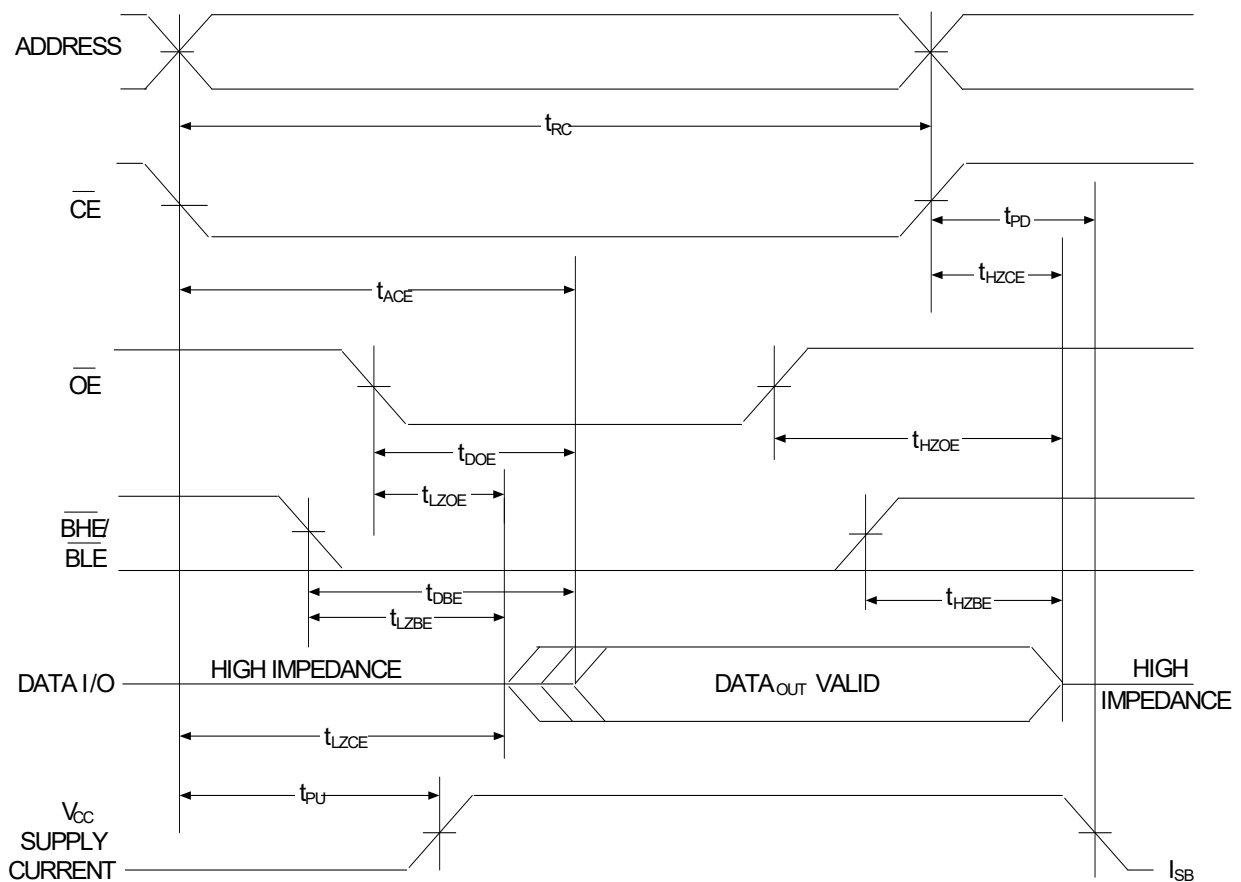 ADDRESS
tRC
CE
tPD
tHZCE
tACE
OE
tHZOE
tDOE
tLZOE
BHE/
BLE
tDBE
tHZBE
tLZBE
HIGH IMPEDANCE
DATA I/O
DATAOUT VALID
HIGH
IMPEDANCE
tLZCE
tPU
VCC
SUPPLY
CURRENT
ISB